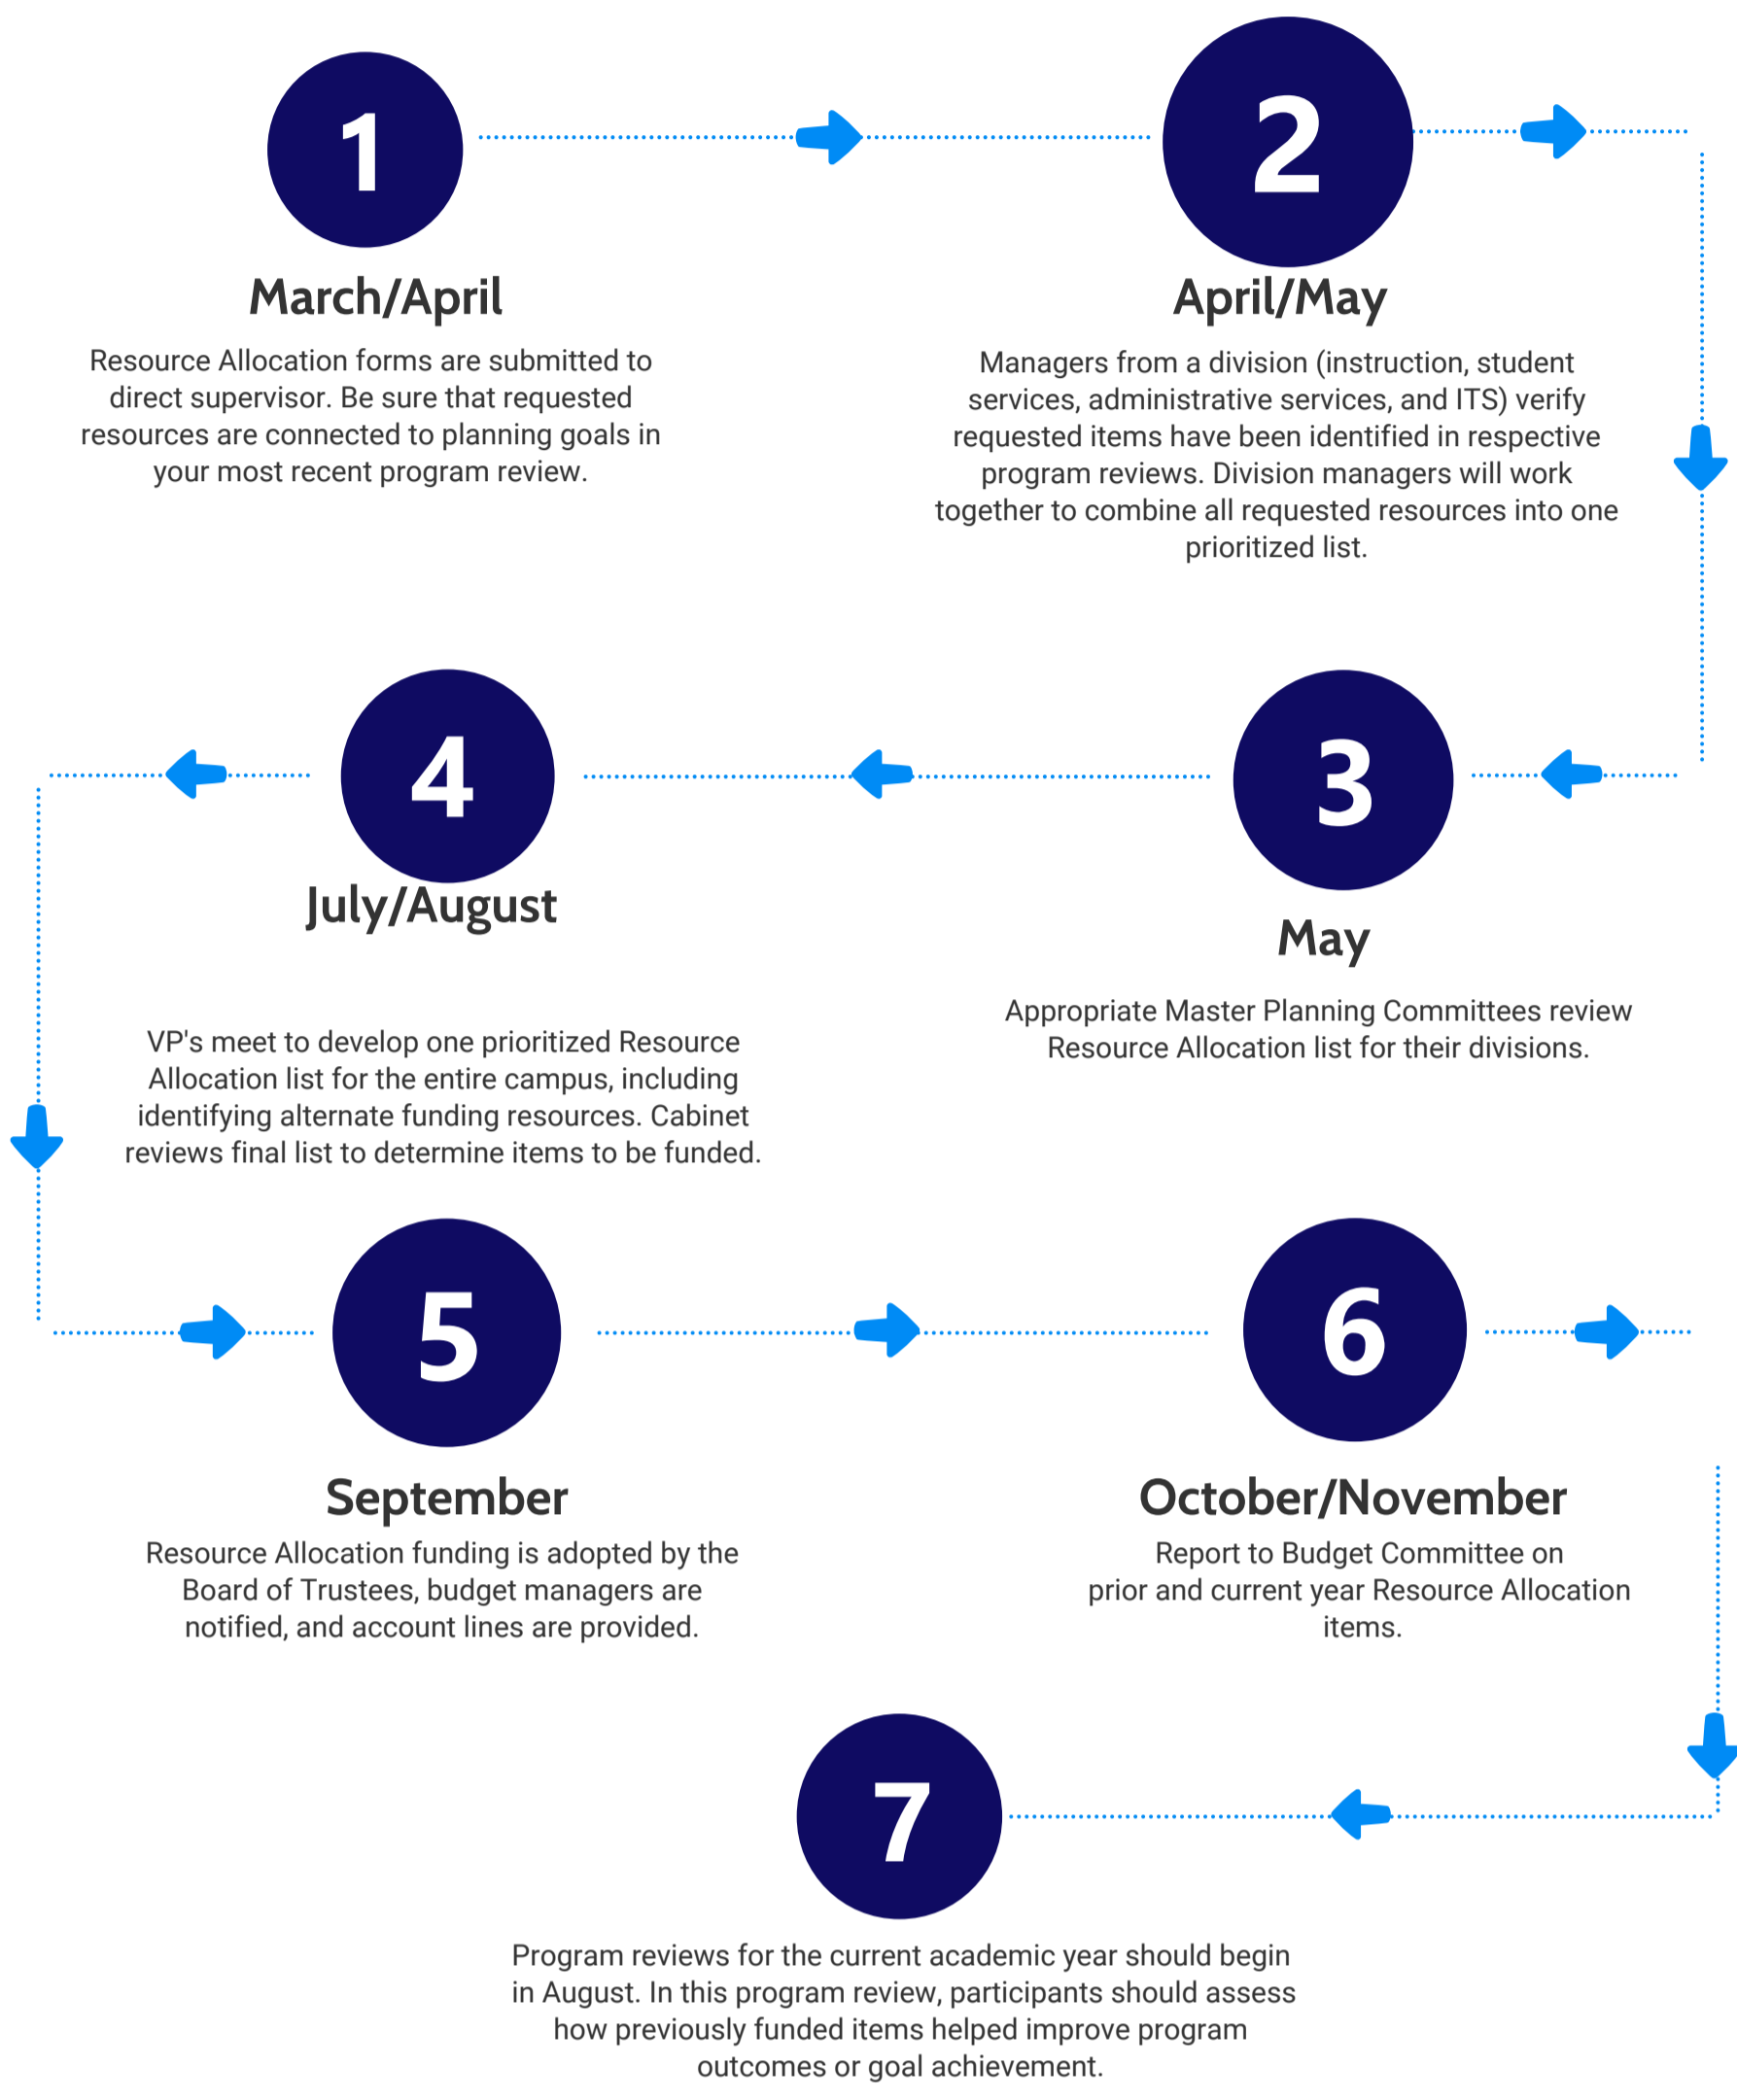 1
March/April
Resource Allocation forms are submitted to
direct supervisor. Be sure that requested
resources are connected to planning goals in
your most recent program review.
2
April/May
Managers from a division (instruction, student
services, administrative services, and ITS) verify
requested items have been identified in respective
program reviews. Division managers will work
together to combine all requested resources into one
prioritized list.
3
May
Appropriate Master Planning Committees review
Resource Allocation list for their divisions.
4
July/August
VP's meet to develop one prioritized Resource
Allocation list for the entire campus, including
identifying alternate funding resources. Cabinet
reviews final list to determine items to be funded.
5
September
Resource Allocation funding is adopted by the
Board of Trustees, budget managers are
notified, and account lines are provided.
6
October/November
Report to Budget Committee on
prior and current year Resource Allocation
items.
7
Program reviews for the current academic year should begin
in August. In this program review, participants should assess
how previously funded items helped improve program
outcomes or goal achievement.